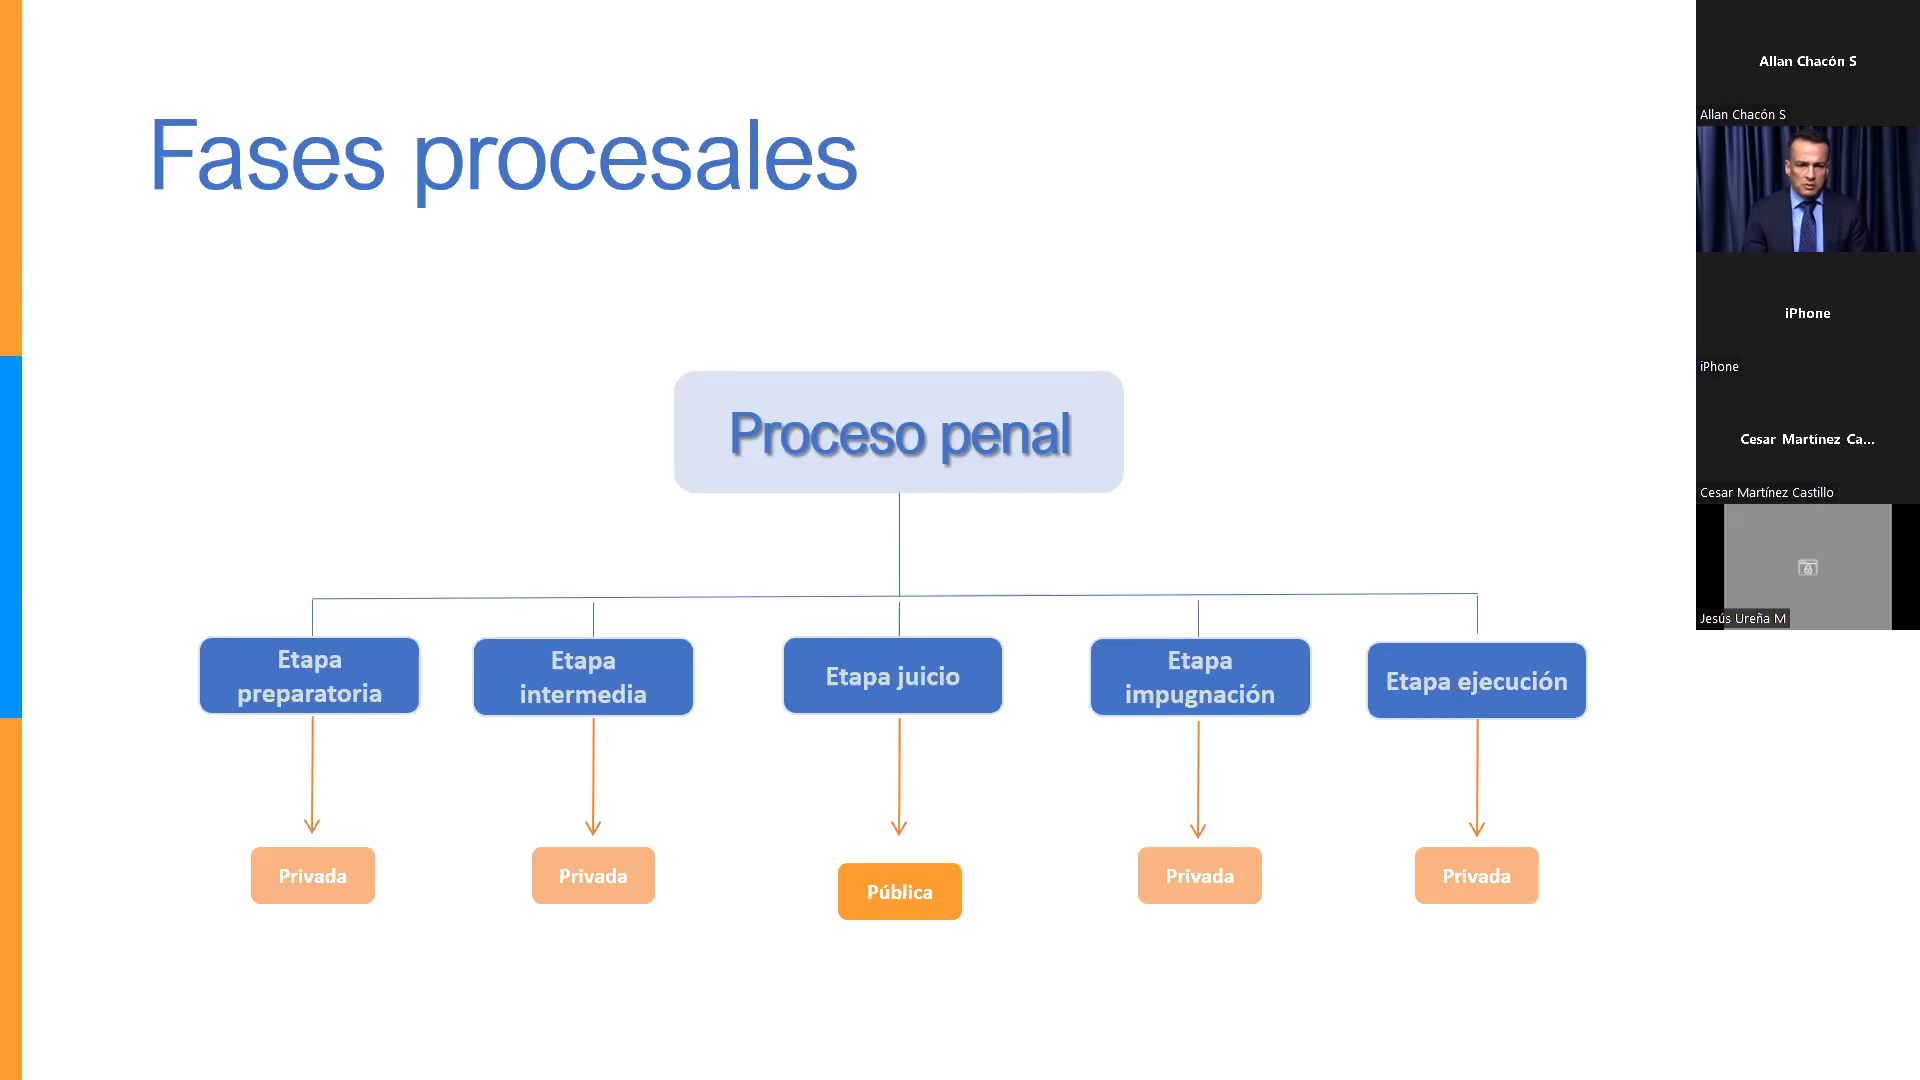 Fases procesales
Proceso penal
Etapa
preparatoria
Etapa
intermedia
Etapa juicio
Etapa
impugnación
Etapa ejecución
Privada
Privada
Pública
Privada
Privada
Allan Chacón S
Allan Chacón S
iPhone
iPhone
Cesar Martínez Ca...
Cesar Martínez Castillo
Jesús Ureña M